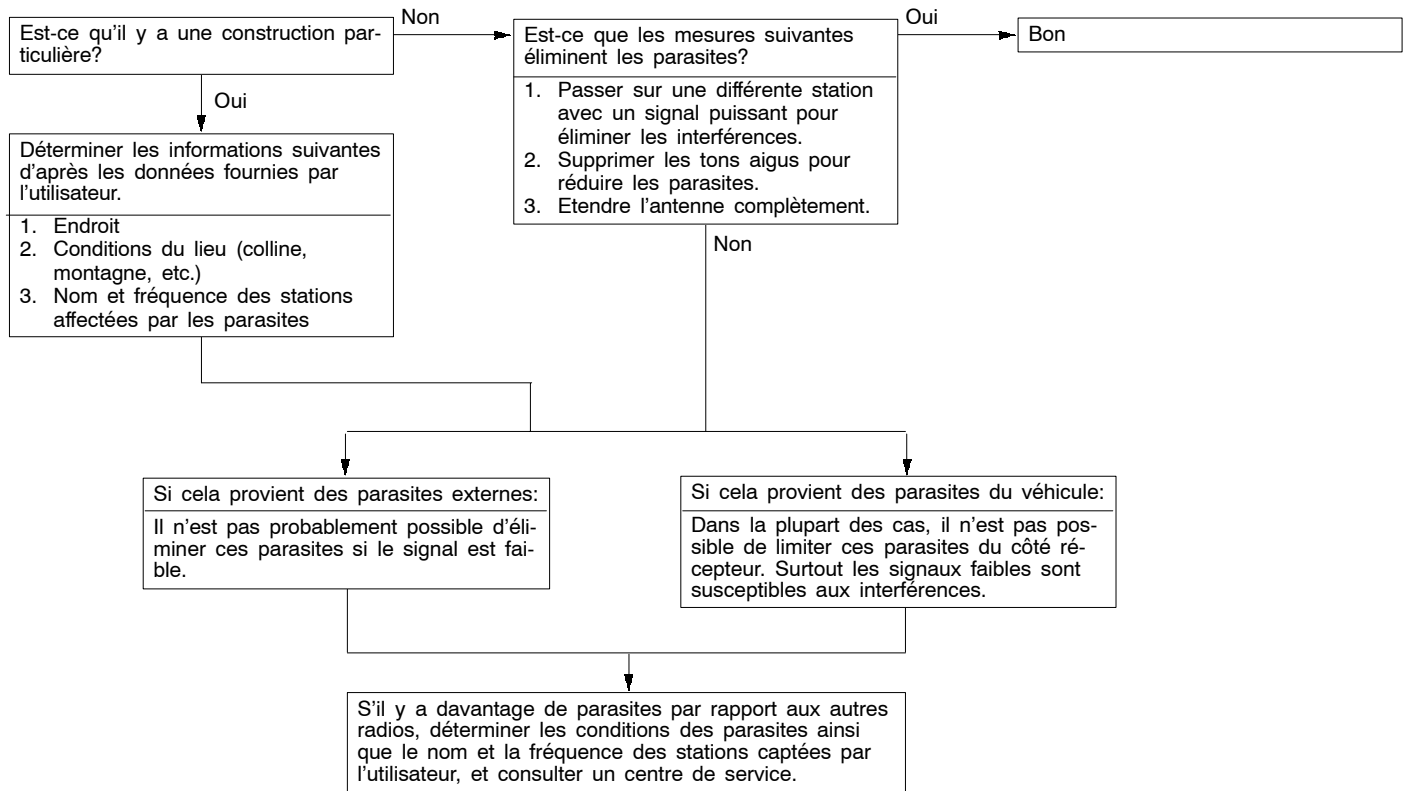 Est-ce qu'il y a une construction par-
ticulière?
Non
Est-ce que les mesures suivantes
éliminent les parasites?
1. Passer sur une différente station
avec un signal puissant pour
éliminer les interférences.
2. Supprimer les tons aigus pour
réduire les parasites.
3. Etendre l'antenne complètement.
Oui
Bon
Oui
Déterminer les informations suivantes
d'après les données fournies par
l'utilisateur.
1. Endroit
2. Conditions du lieu (colline,
montagne, etc.)
3. Nom et fréquence des stations
affectées par les parasites
Non
Si cela provient des parasites externes:
Il n'est pas probablement possible d'éli-
miner ces parasites si le signal est fai-
ble.
Si cela provient des parasites du véhicule:
Dans la plupart des cas, il n'est pas pos-
sible de limiter ces parasites du côté ré-
cepteur. Surtout les signaux faibles sont
susceptibles aux interférences.
S'il y a davantage de parasites par rapport aux autres
radios, déterminer les conditions des parasites ainsi
que le nom et la fréquence des stations captées par
l'utilisateur, et consulter un centre de service.